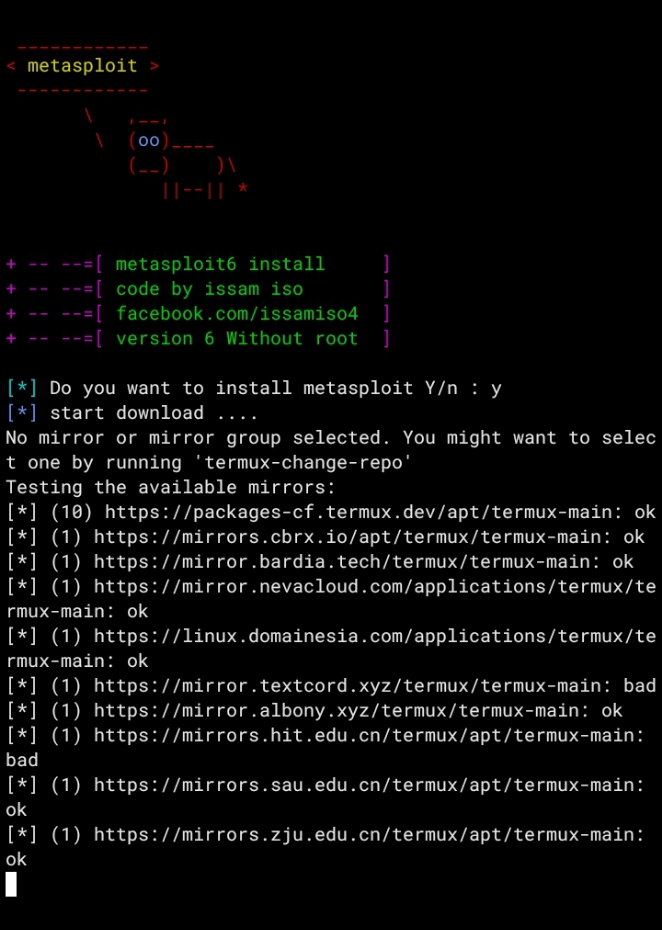 ____________
< metasploit >
------------
\   ,__,
\  (oo)____
(__)    )\
||--|| *
+ -- --=[ metasploit6 install     ]
+ -- --=[ code by issam iso       ]
+ -- --=[ facebook.com/issamiso4  ]
+ -- --=[ version 6 Without root  ]
[*] Do you want to install metasploit Y/n : y
[*] start download ....
No mirror or mirror group selected. You might want to selec
t one by running 'termux-change-repo'
Testing the available mirrors:
[*] (10) https://packages-cf.termux.dev/apt/termux-main: ok
[*] (1) https://mirrors.cbrx.io/apt/termux/termux-main: ok
[*] (1) https://mirror.bardia.tech/termux/termux-main: ok
[*] (1) https://mirror.nevacloud.com/applications/termux/te
rmux-main: ok
[*] (1) https://linux.domainesia.com/applications/termux/te
rmux-main: ok
[*] (1) https://mirror.textcord.xyz/termux/termux-main: bad
[*] (1) https://mirror.albony.xyz/termux/termux-main: ok
[*] (1) https://mirrors.hit.edu.cn/termux/apt/termux-main:
bad
[*] (1) https://mirrors.sau.edu.cn/termux/apt/termux-main:
ok
[*] (1) https://mirrors.zju.edu.cn/termux/apt/termux-main:
ok